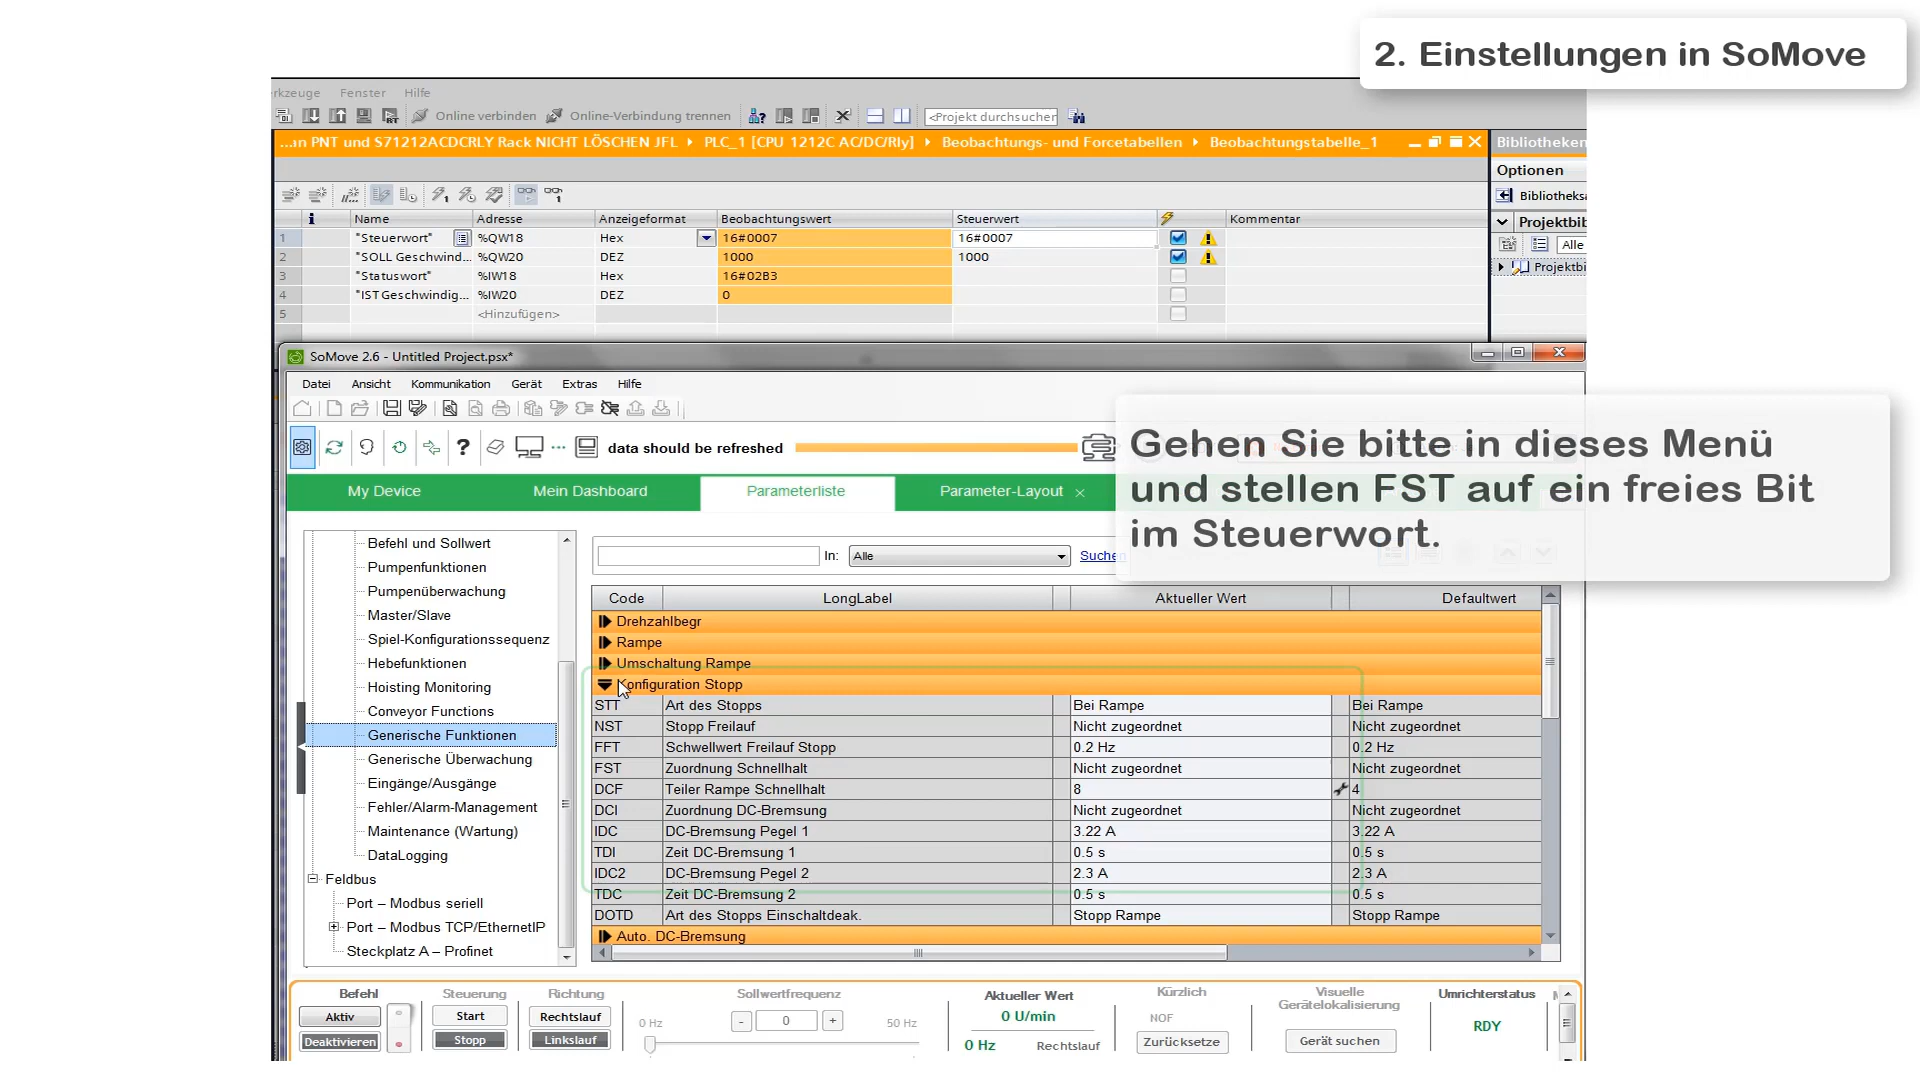 2. Einstellungen in SoMove
rkzeuge Fenster Hilfe
Online verbinden Online-Verbindung trennen <Projekt durchsucher
...ın PNT und S71212ACDCRLY Rack NICHT LÖSCHEN JFL PLC_1 [CPU 1212C AC/DC/Rly] Beobachtungs- und Forcetabellen Beobachtungstabelle_1
Bibliotheken
Optionen
Bibliotheksa
Projektbib
Alle
Projektbi
i Name Adresse Anzeigeformat Beobachtungswert Steuerwert Kommentar
1 "Steuerwort" %QW18 Hex 16#0007 16#0007
2 "SOLL Geschwind... %QW20 DEZ 1000 1000
3 "Statuswort" %IW18 Hex 16#02B3
4 "IST Geschwindig... %IW20 DEZ 0
5 <Hinzufügen>
SoMove 2.6 - Untitled Project.psx*
Datei Ansicht Kommunikation Gerät Extras Hilfe
data should be refreshed
Gehen Sie bitte in dieses Menü
und stellen FST auf ein freies Bit
im Steuerwort.
My Device Mein Dashboard Parameterliste Parameter-Layout
Befehl und Sollwert
Pumpenfunktionen
Pumpenüberwachung
Master/Slave
Spiel-Konfigurationssequenz
Hebefunktionen
Hoisting Monitoring
Conveyor Functions
Generische Funktionen
Generische Überwachung
Eingänge/Ausgänge
Fehler/Alarm-Management
Maintenance (Wartung)
DataLogging
Feldbus
Port – Modbus seriell
Port – Modbus TCP/EthernetIP
Steckplatz A – Profinet
In: Alle Suche
Code LongLabel Aktueller Wert Defaultwert
Drehzahlbegr
Rampe
Umschaltung Rampe
Konfiguration Stopp
STT Art des Stopps Bei Rampe Bei Rampe
NST Stopp Freilauf Nicht zugeordnet Nicht zugeordnet
FFT Schwellwert Freilauf Stopp 0.2 Hz 0.2 Hz
FST Zuordnung Schnellhalt Nicht zugeordnet Nicht zugeordnet
DCF Teiler Rampe Schnellhalt 8 4
DCI Zuordnung DC-Bremsung Nicht zugeordnet Nicht zugeordnet
IDC DC-Bremsung Pegel 1 3.22 A 3.22 A
TDI Zeit DC-Bremsung 1 0.5 s 0.5 s
IDC2 DC-Bremsung Pegel 2 2.3 A 2.3 A
TDC Zeit DC-Bremsung 2 0.5 s 0.5 s
DOTD Art des Stopps Einschaltdeak. Stopp Rampe Stopp Rampe
Auto. DC-Bremsung
Befehl Steuerung Richtung Sollwertfrequenz Aktueller Wert Kürzlich Visuelle Gerätelokalisierung Umrichterstatus
Aktiv Start Rechtslauf 0 Hz - 0 + 50 Hz 0 U/min NOF RDY
Deaktivieren Stopp Linkslauf 0 Hz Rechtslauf Zurücksetze Gerät suchen